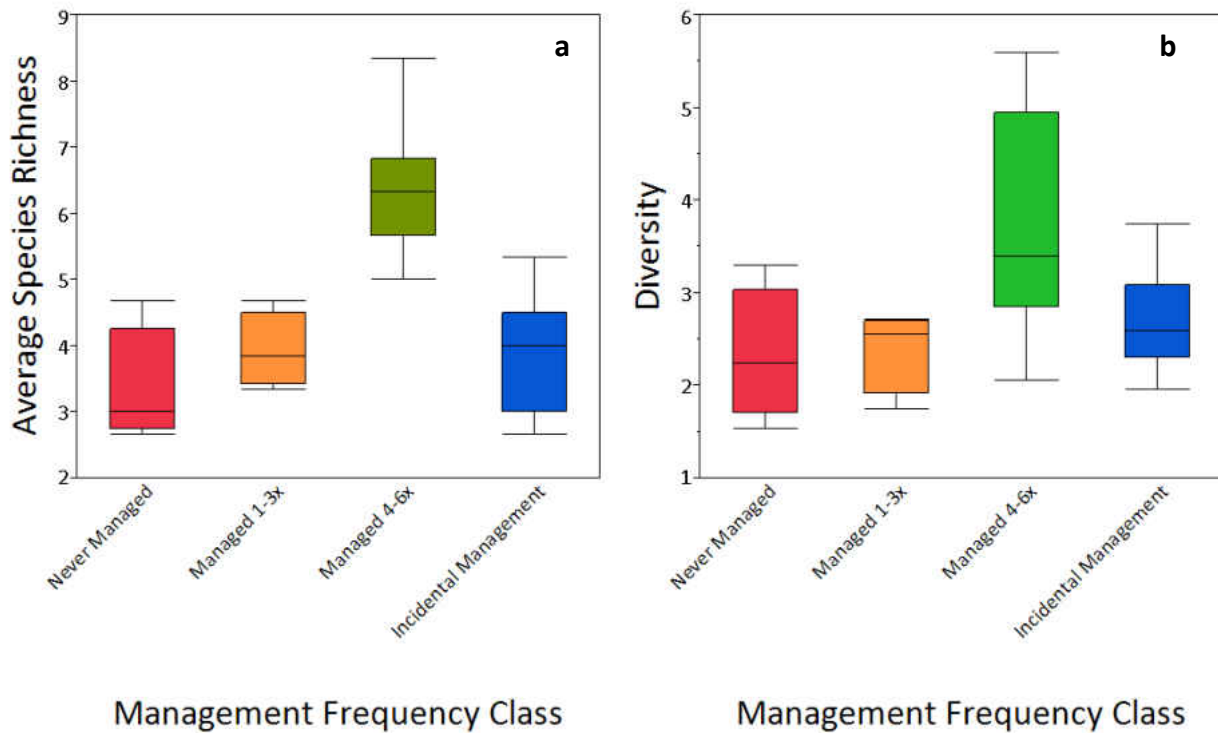 a
Average Species Richness
9
8
7
6
5
4
3
2
Never Managed
Managed 1-3x
Managed 4-6x
Incidental Management
Management Frequency Class
b
Diversity
6
5
4
3
2
1
Never Managed
Managed 1-3x
Managed 4-6x
Incidental Management
Management Frequency Class